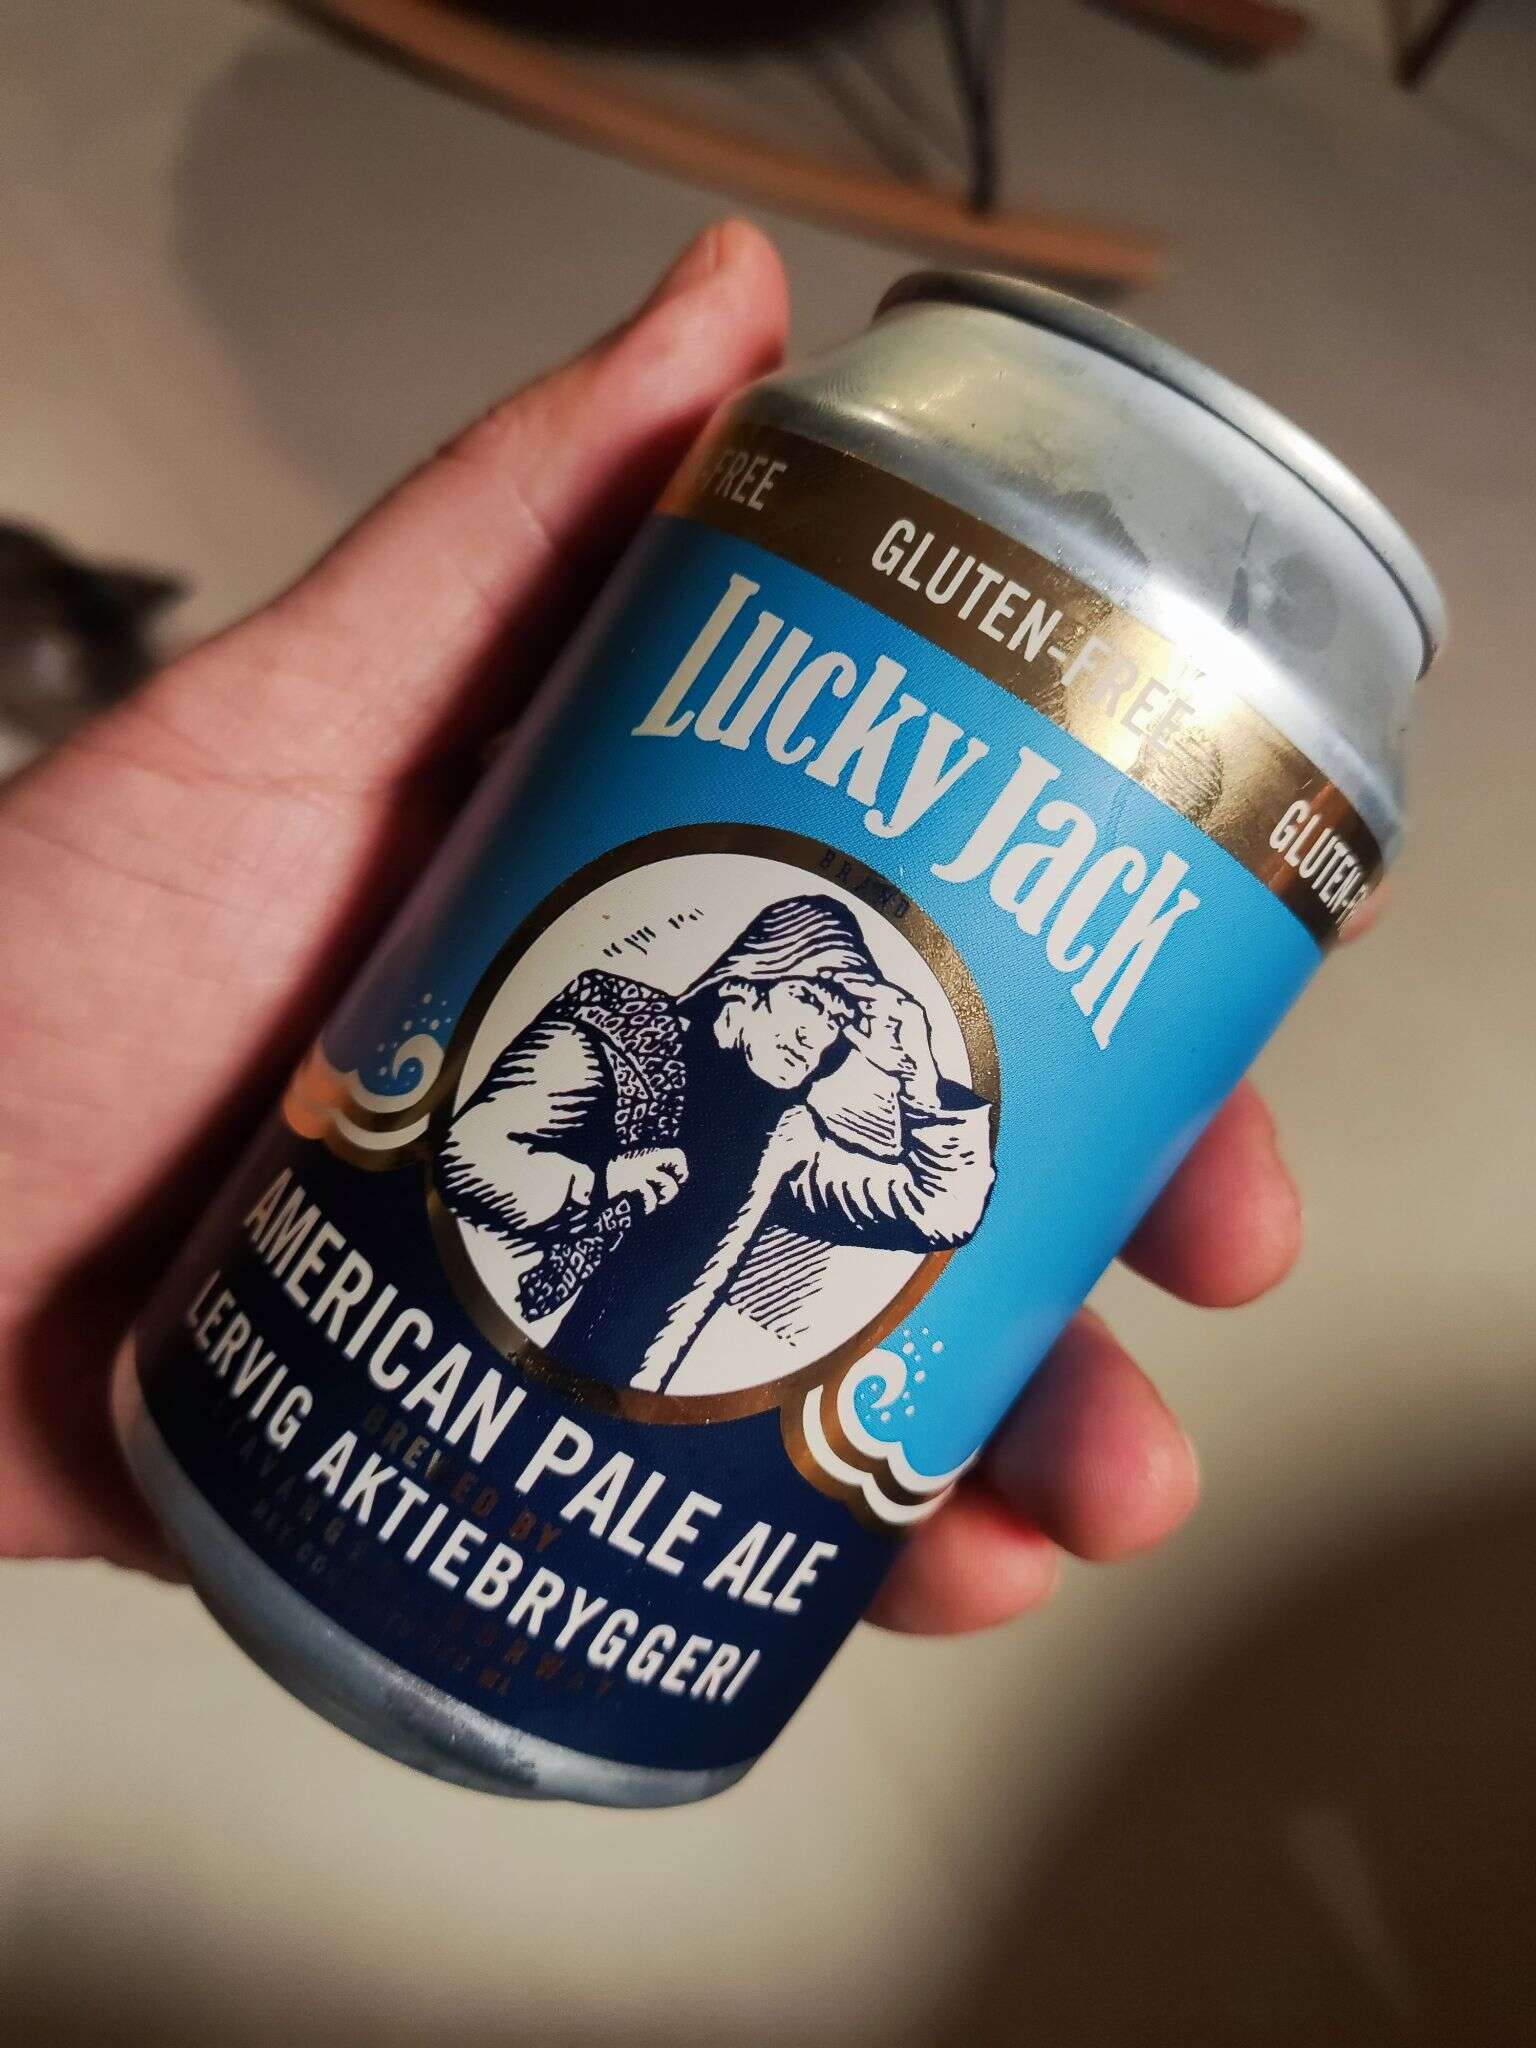 -FREE
GLUTEN-FREE
GLUTEN-F
Lucky Jack
BRAND
AMERICAN PALE ALE
BREWED BY
LERVIG AKTIEBRYGGERI